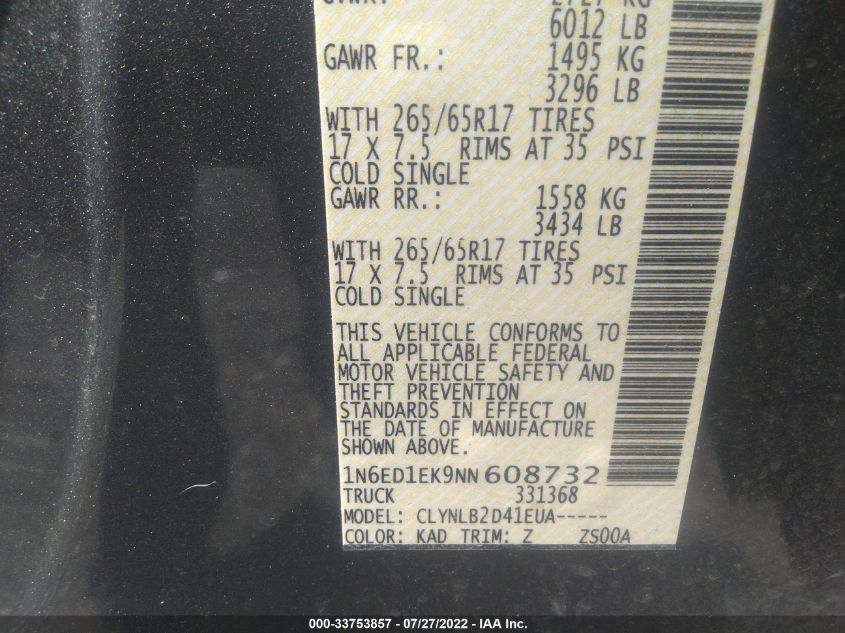 6012 LB
GAWR FR.: 1495 KG
3296 LB
WITH 265/65R17 TIRES
17 X 7.5 RIMS AT 35 PSI
COLD SINGLE
GAWR RR.: 1558 KG
3434 LB
WITH 265/65R17 TIRES
17 X 7.5 RIMS AT 35 PSI
COLD SINGLE
THIS VEHICLE CONFORMS TO
ALL APPLICABLE FEDERAL
MOTOR VEHICLE SAFETY AND
THEFT PREVENTION
STANDARDS IN EFFECT ON
THE DATE OF MANUFACTURE
SHOWN ABOVE.
1N6ED1EK9NN608732
TRUCK 331368
MODEL: CLYNLB2D41EUA-----
COLOR: KAD TRIM: Z ZS00A
000-33753857 / 07/27/2022 - IAA Inc.